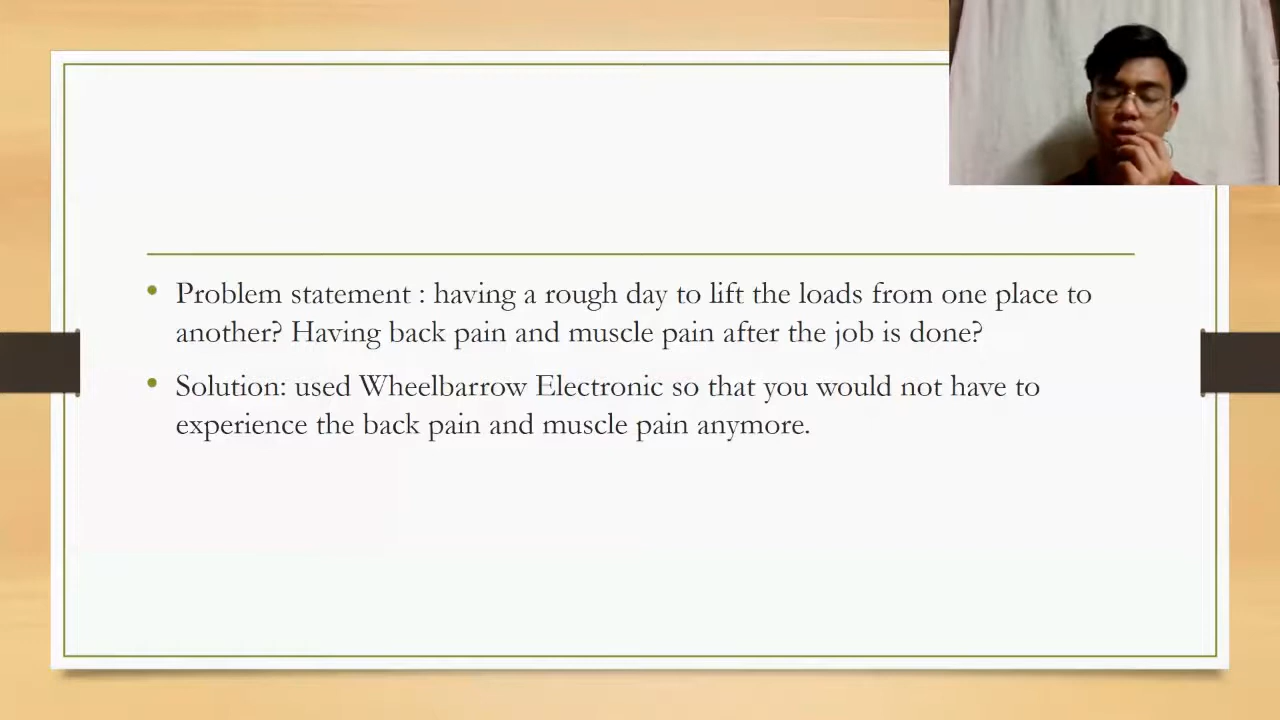 Problem statement : having a rough day to lift the loads from one place to
another? Having back pain and muscle pain after the job is done?
Solution: used Wheelbarrow Electronic so that you would not have to
experience the back pain and muscle pain anymore.